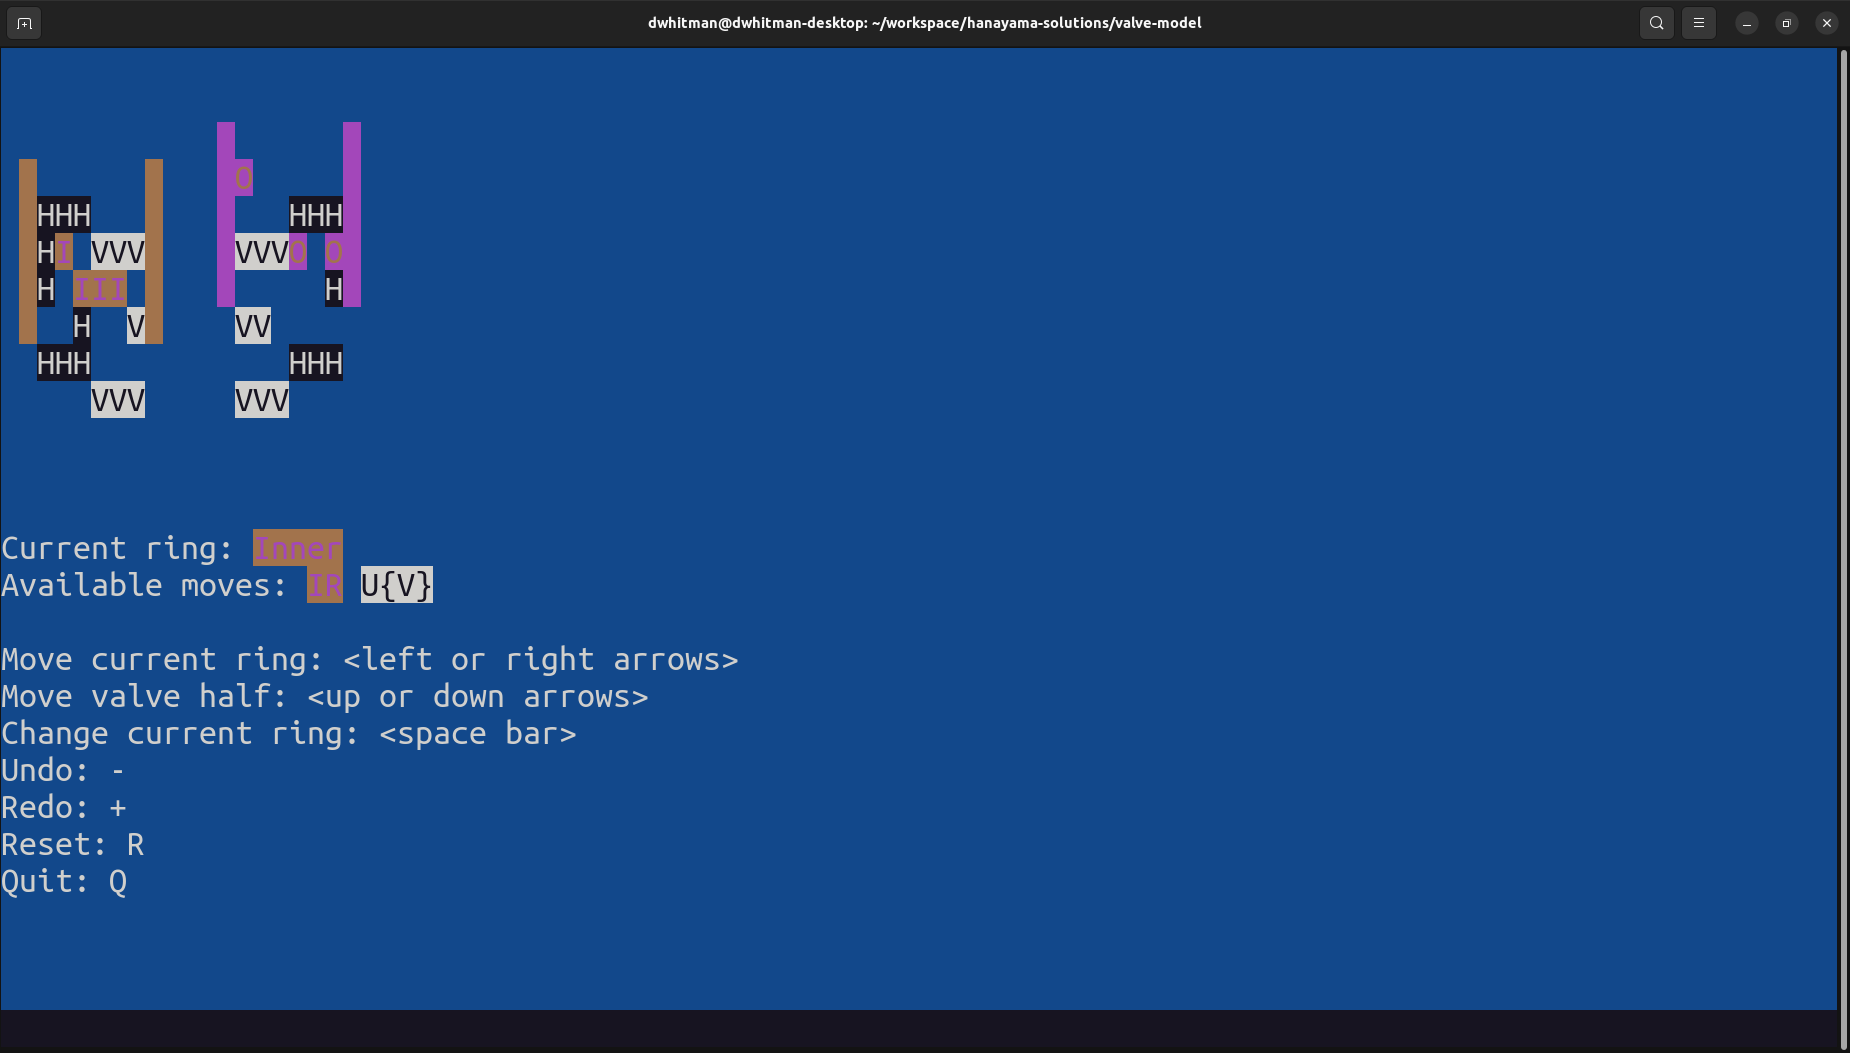 dwhitman@dwhitman-desktop: ~/workspace/hanayama-solutions/valve-model
O
HHH HHH
HI VVV VVVO O
H III H
H V VV
HHH HHH
VVV VVV
Current ring: Inner
Available moves: IR U{V}
Move current ring: <left or right arrows>
Move valve half: <up or down arrows>
Change current ring: <space bar>
Undo: -
Redo: +
Reset: R
Quit: Q